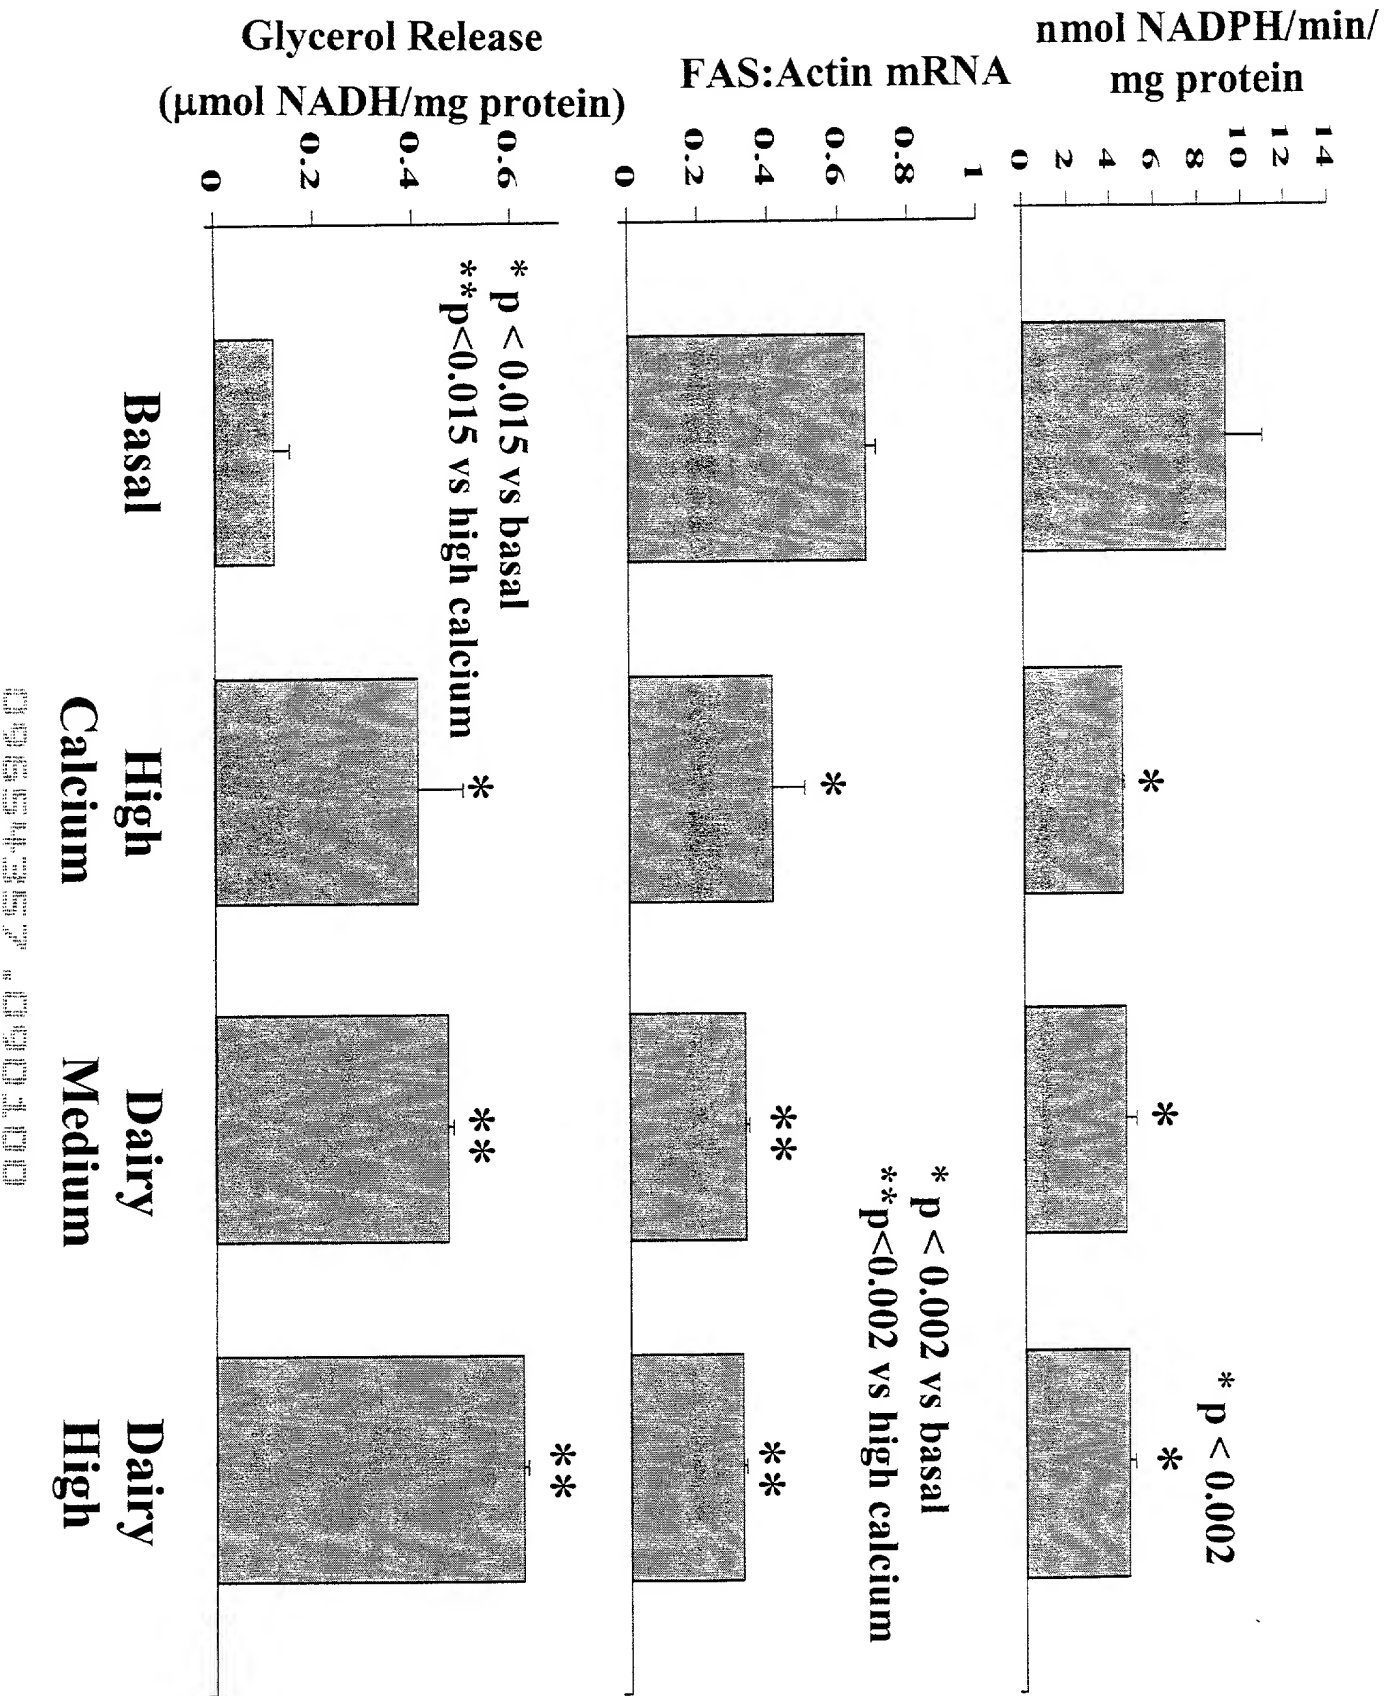 nmol NADPH/min/
mg protein
14
12
10
8
6
4
2
0
* p < 0.002
*
*
*
FAS:Actin mRNA
1
0.8
0.6
0.4
0.2
0
* p < 0.002 vs basal
**p<0.002 vs high calcium
*
**
**
Glycerol Release
(μmol NADH/mg protein)
0.6
0.4
0.2
0
* p < 0.015 vs basal
**p<0.015 vs high calcium
*
**
**
Basal
High
Calcium
Dairy
Medium
Dairy
High